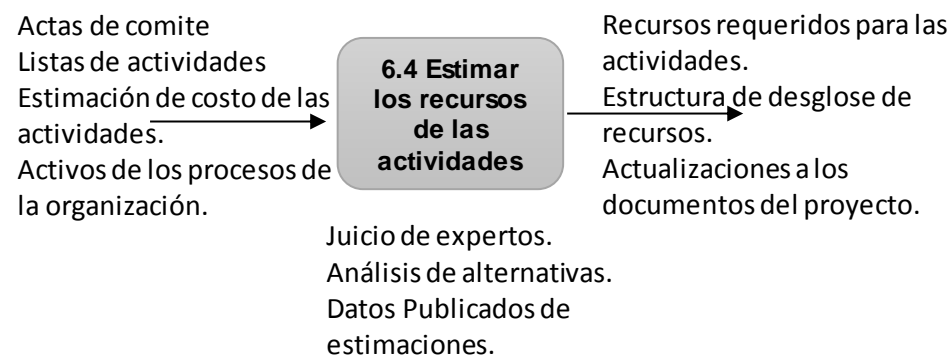 Actas de comite
Listas de actividades
Estimación de costo de las
actividades.
Activos de los procesos de
la organización.
6.4 Estimar
los recursos
de las
actividades
Recursos requeridos para las
actividades.
Estructura de desglose de
recursos.
Actualizaciones a los
documentos del proyecto.
Juicio de expertos.
Análisis de alternativas.
Datos Publicados de
estimaciones.